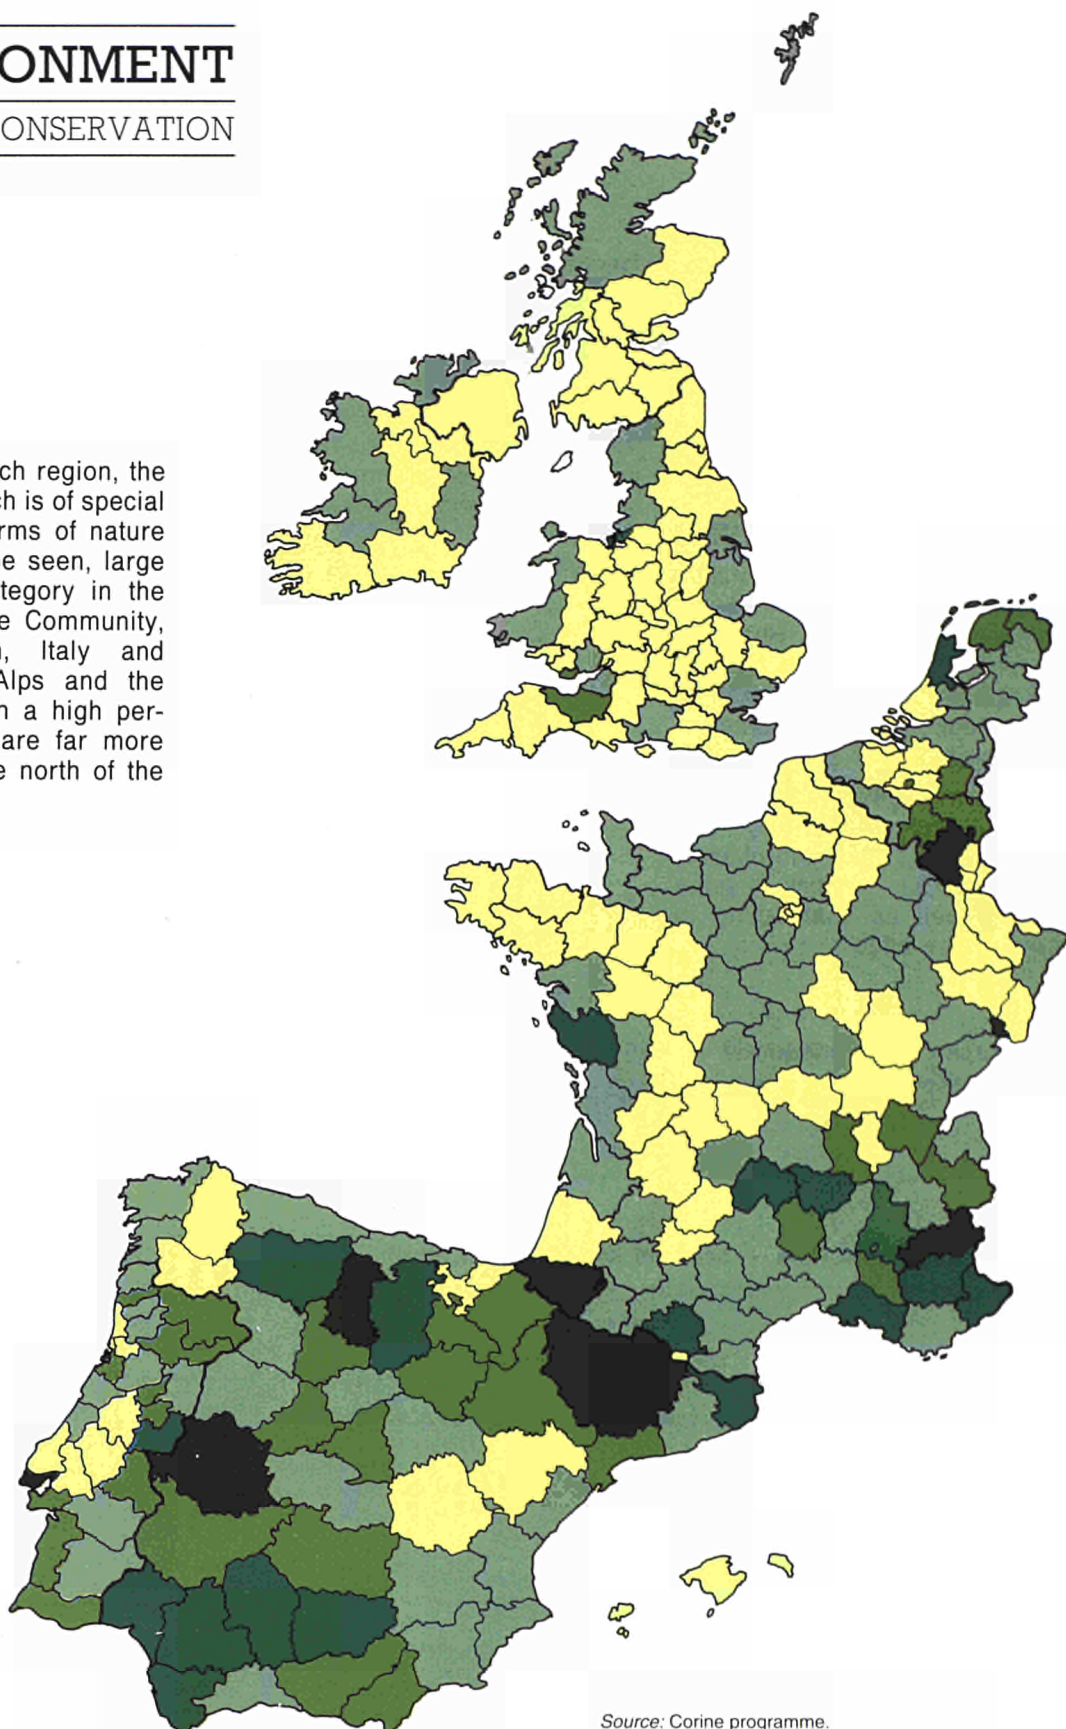 ONMENT
ONSERVATION
ch region, the
ch is of special
rms of nature
e seen, large
tegory in the
e Community,
n, Italy and
Alps and the
n a high per-
are far more
e north of the
Source: Corine programme.